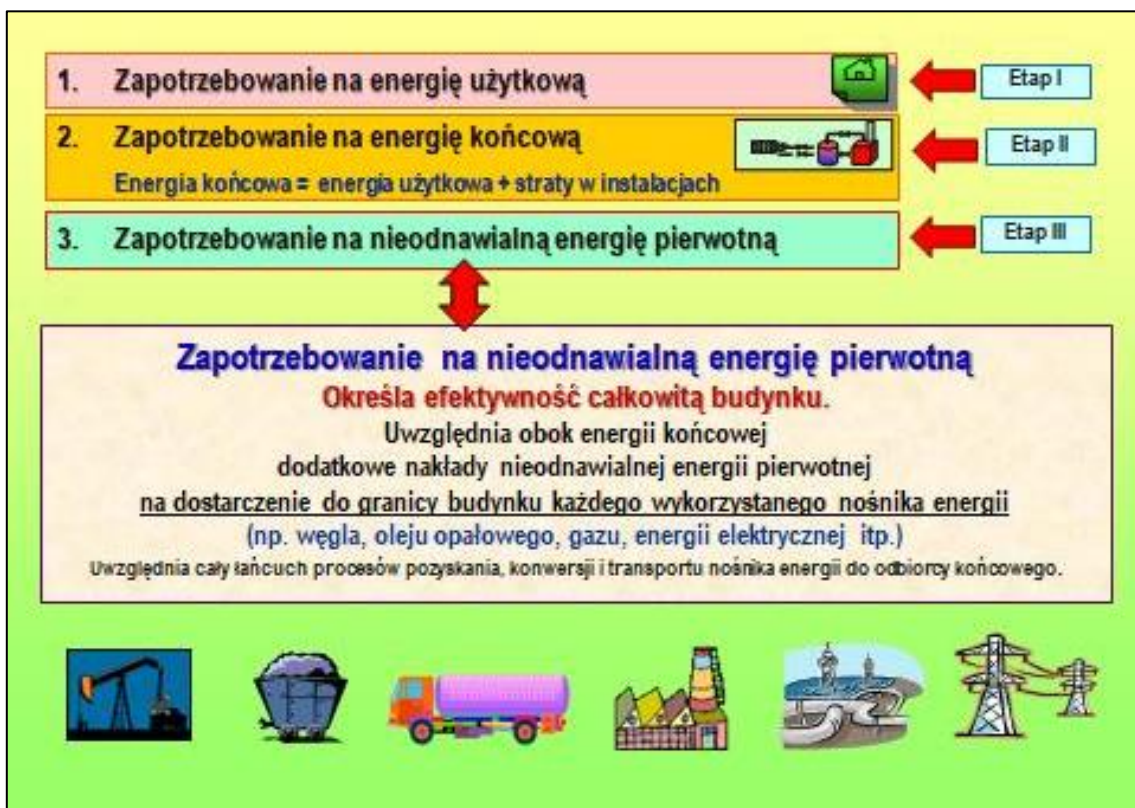 1. Zapotrzebowanie na energię użytkową
Etap I
2. Zapotrzebowanie na energię końcową
Etap II
Energia końcowa = energia użytkowa + straty w instalacjach
3. Zapotrzebowanie na nieodnawialną energię pierwotną
Etap III
Zapotrzebowanie na nieodnawialną energię pierwotną
Określa efektywność całkowitą budynku.
Uwzględnia obok energii końcowej
dodatkowe nakłady nieodnawialnej energii pierwotnej
na dostarczenie do granicy budynku każdego wykorzystanego nośnika energii
(np. węgla, oleju opałowego, gazu, energii elektrycznej itp.)
Uwzględnia cały łańcuch procesów pozyskania, konwersji i transportu nośnika energii do odbiorcy końcowego.